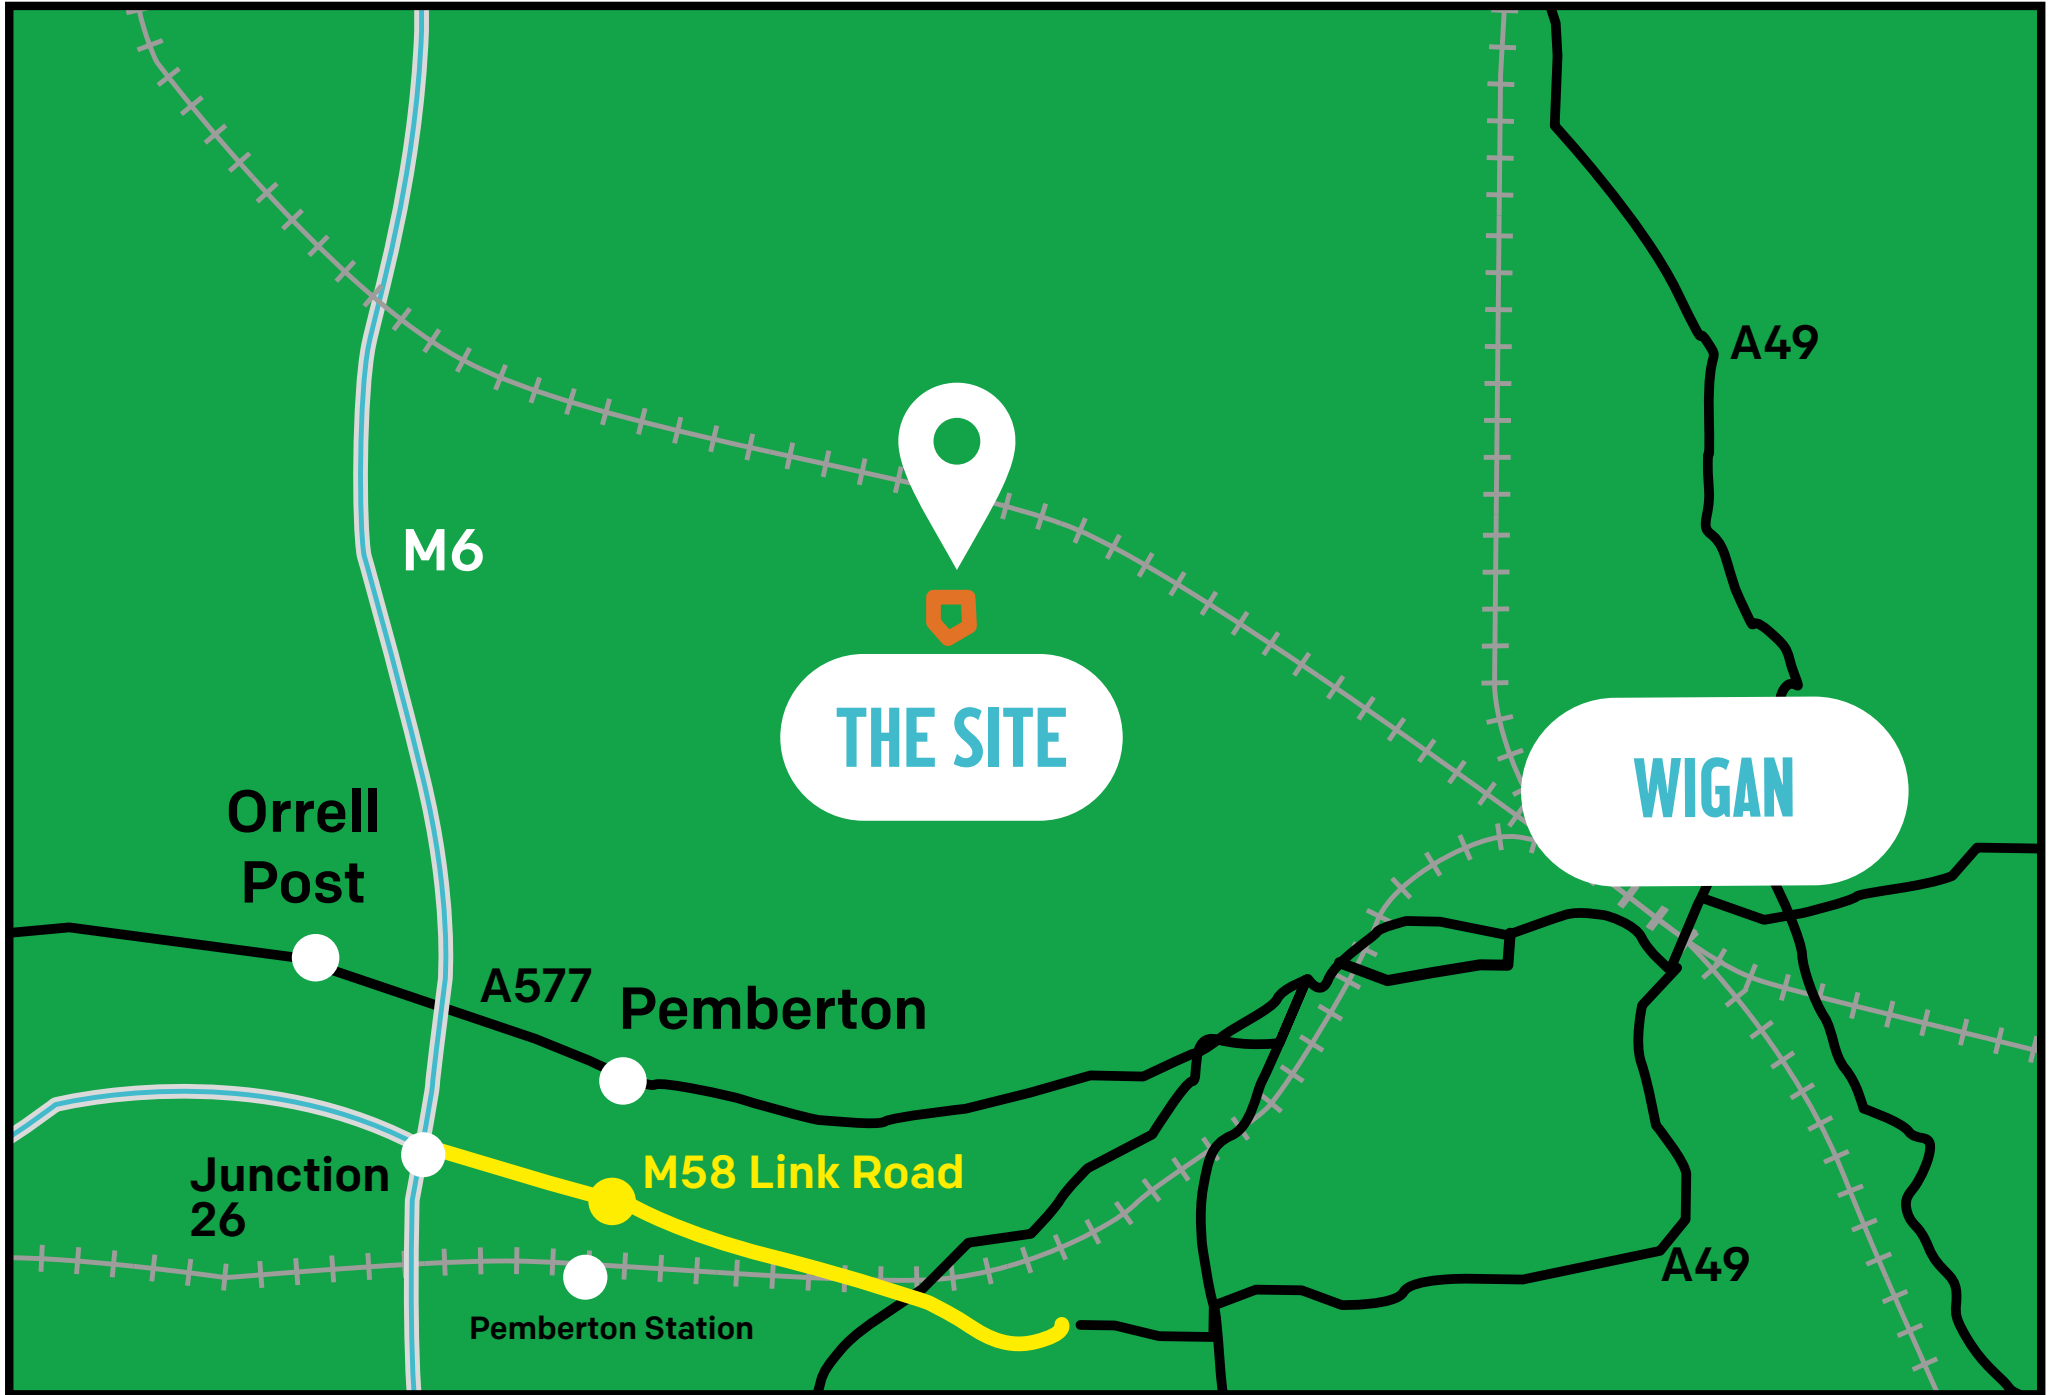 A49
M6
THE SITE
WIGAN
Orrell
Post
A577
Pemberton
Junction
26
M58 Link Road
A49
Pemberton Station